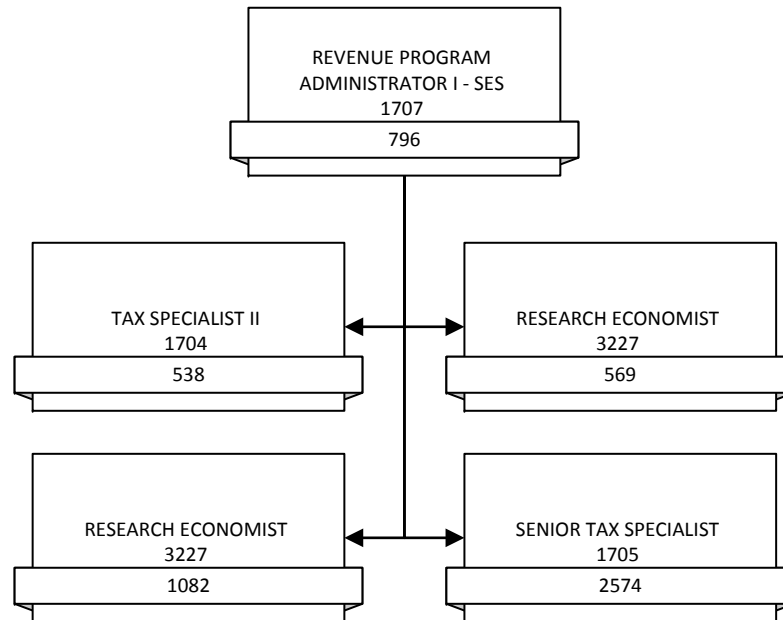 REVENUE PROGRAM
ADMINISTRATOR I - SES
1707
796
TAX SPECIALIST II
1704
538
RESEARCH ECONOMIST
3227
569
RESEARCH ECONOMIST
3227
1082
SENIOR TAX SPECIALIST
1705
2574